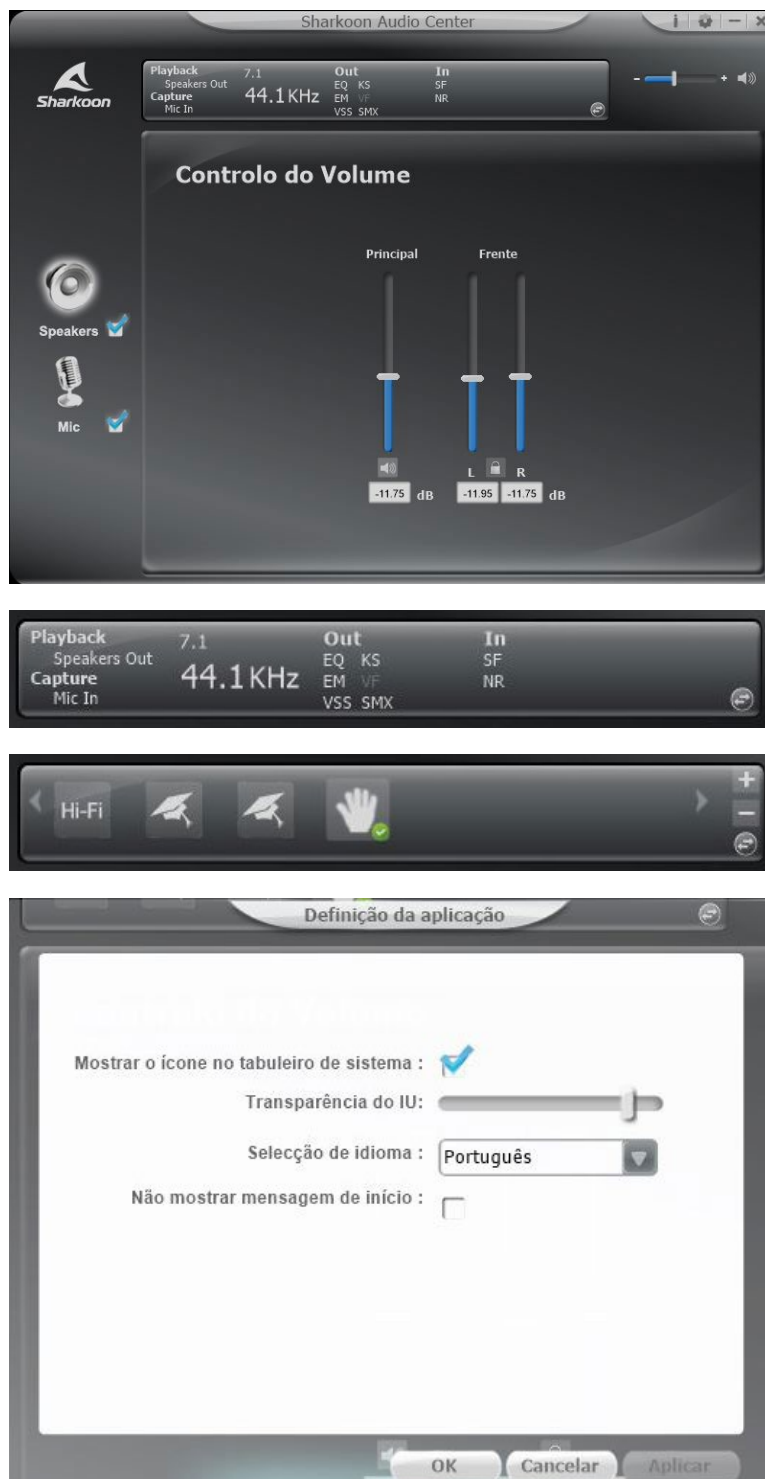 Sharkoon Audio Center
i
Sharkoon
Playback
Speakers Out
Capture
Mic In
7.1
44.1 KHz
Out
EQ KS
EM VF
VSS SMX
In
SF
NR
- +
Controlo do Volume
Principal Frente
Speakers
Mic
L R
-11.75 dB -11.95 -11.75 dB
Playback
Speakers Out
Capture
Mic In
7.1
44.1 KHz
Out
EQ KS
EM VF
VSS SMX
In
SF
NR
Hi-Fi
Definição da aplicação
Mostrar o ícone no tabuleiro de sistema :
Transparência do IU:
Selecção de idioma : Português
Não mostrar mensagem de início :
OK Cancelar Aplicar